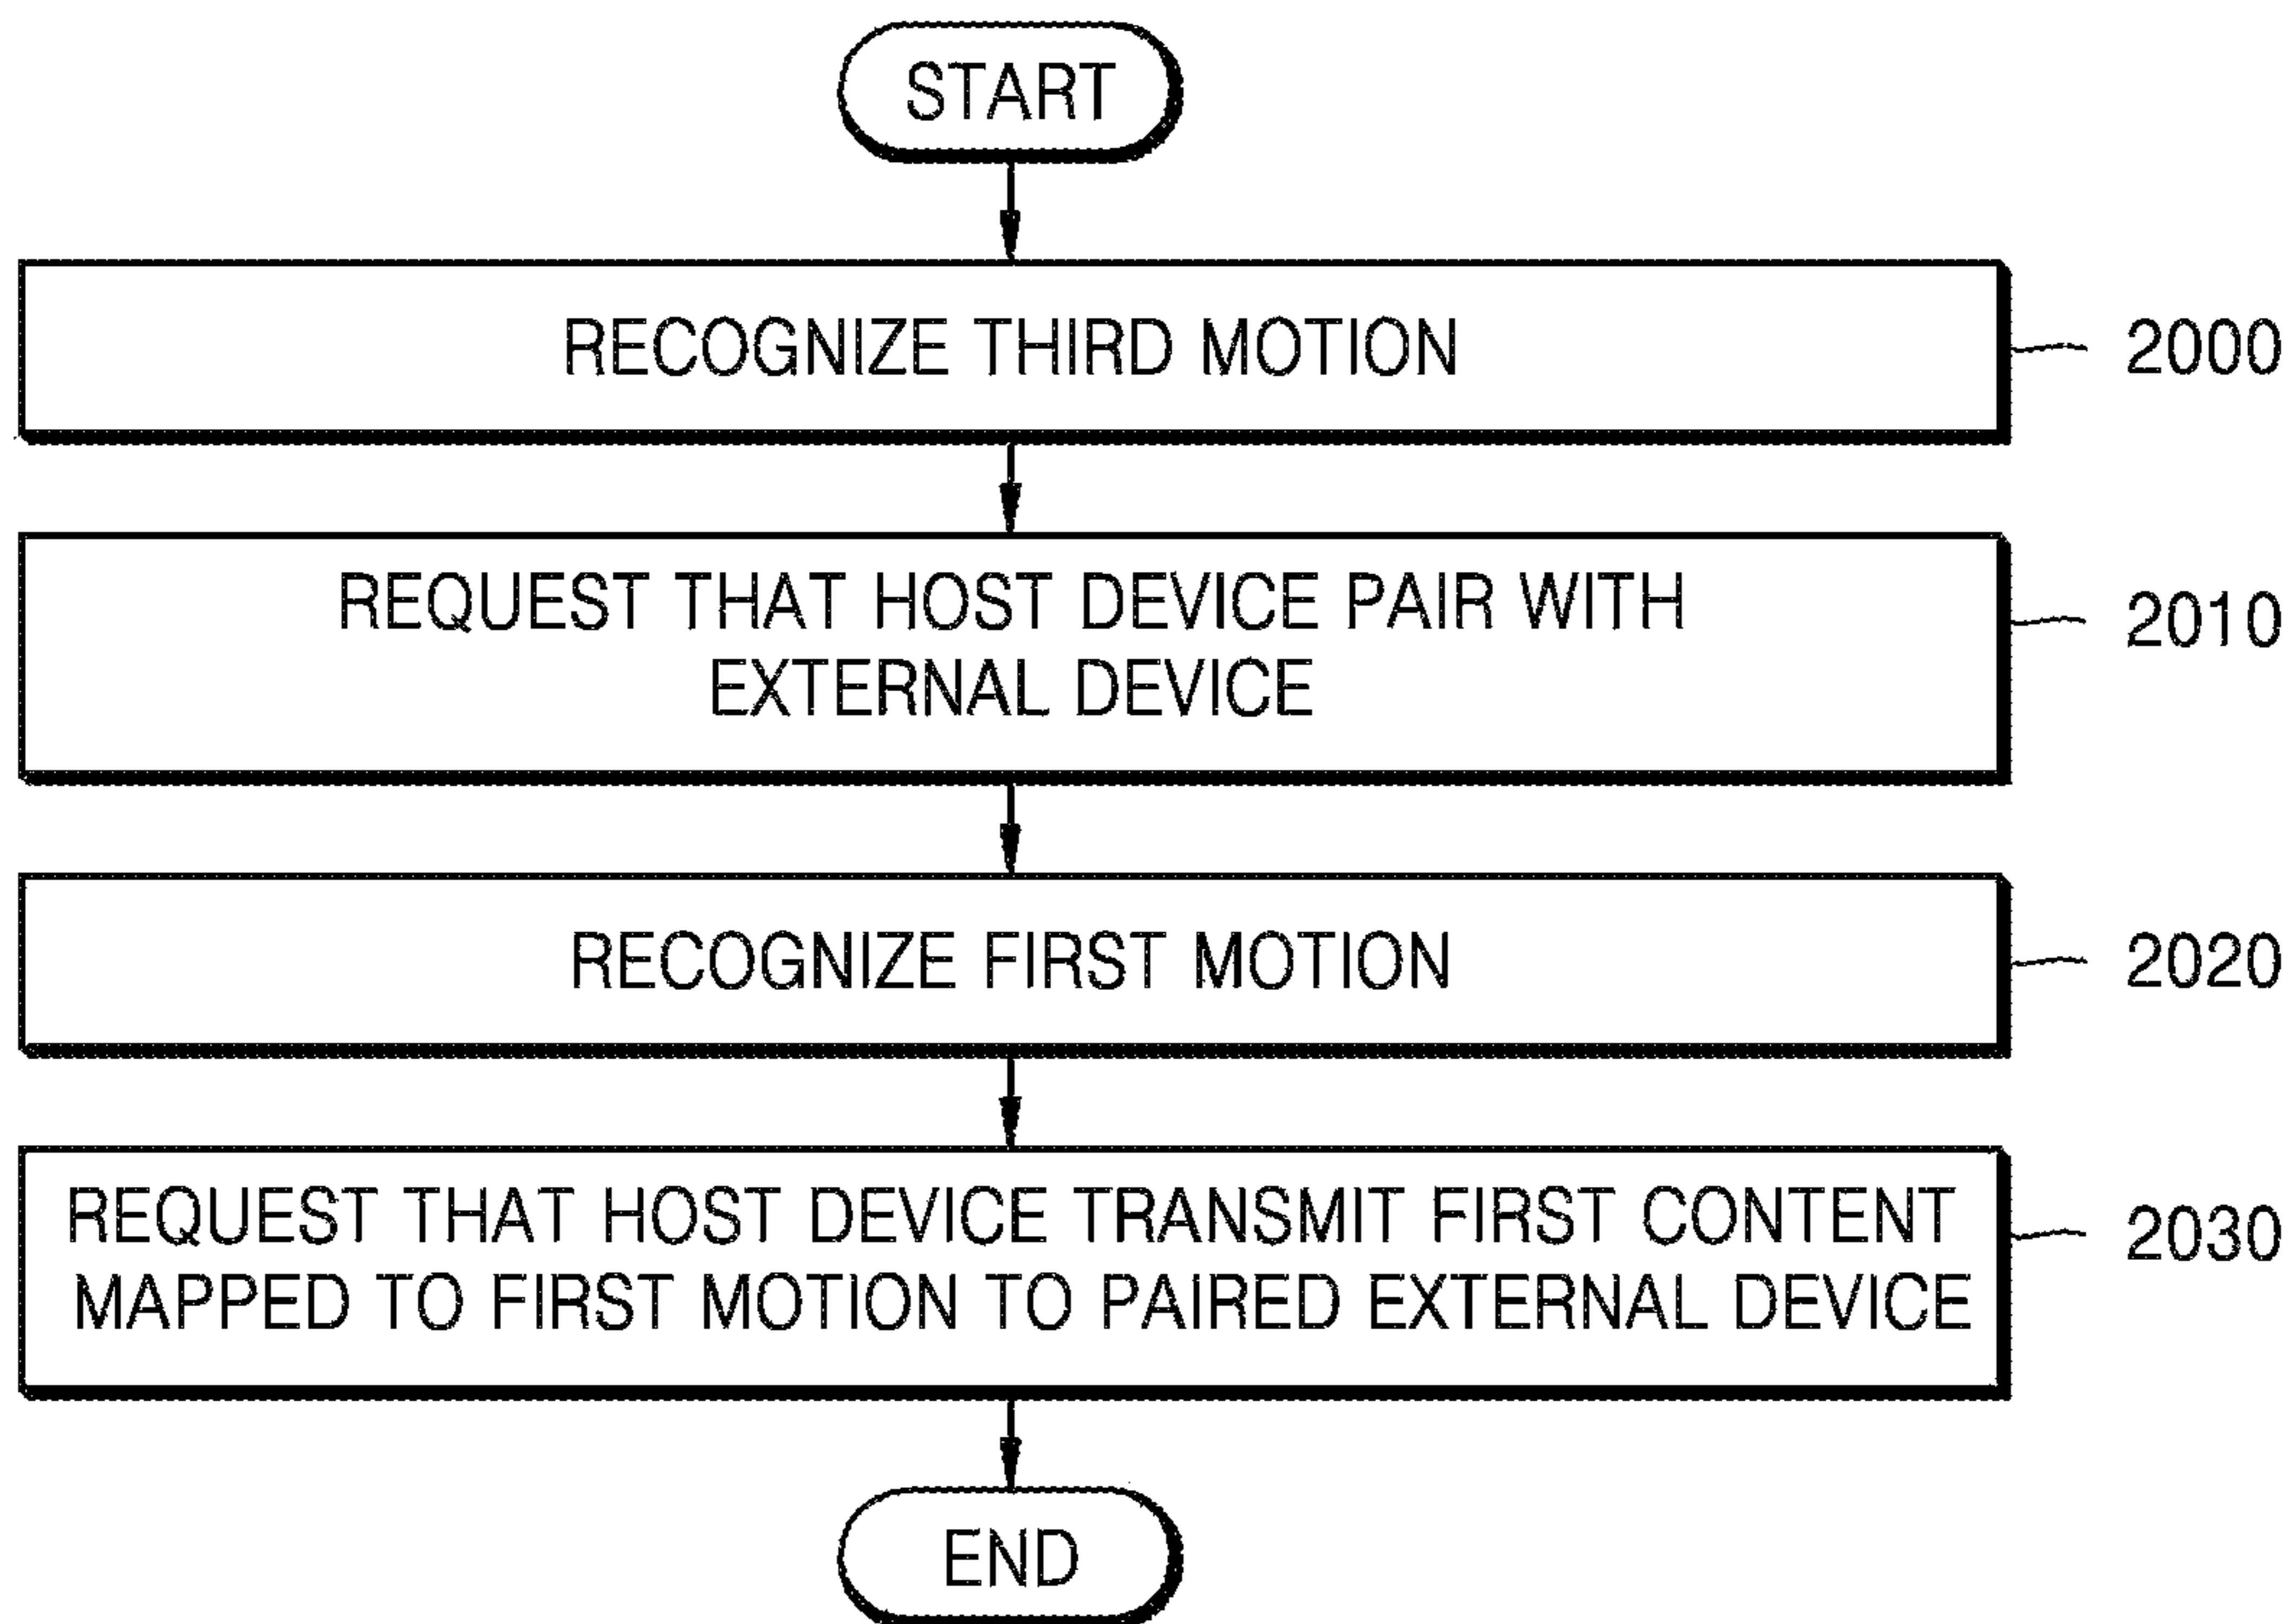 START
RECOGNIZE THIRD MOTION
2000
REQUEST THAT HOST DEVICE PAIR WITH
EXTERNAL DEVICE
2010
RECOGNIZE FIRST MOTION
2020
REQUEST THAT HOST DEVICE TRANSMIT FIRST CONTENT
MAPPED TO FIRST MOTION TO PAIRED EXTERNAL DEVICE
2030
END